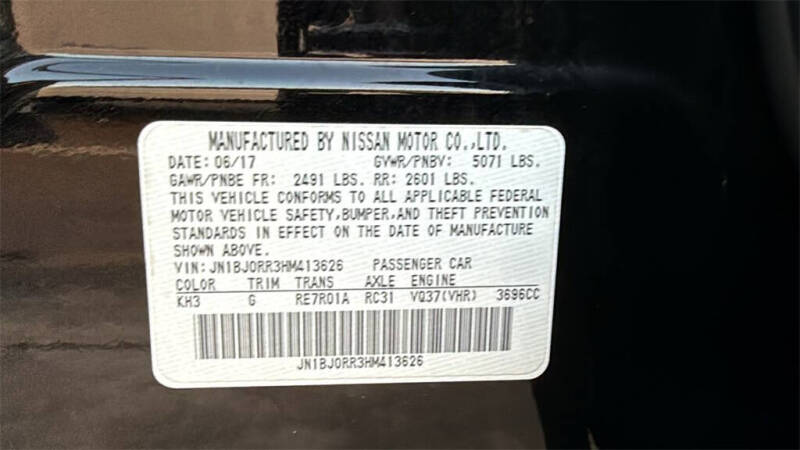 MANUFACTURED BY NISSAN MOTOR CO.,LTD.
DATE: 06/17 GVWR/PNBV: 5071 LBS.
GAWR/PNBE FR: 2491 LBS. RR: 2601 LBS.
THIS VEHICLE CONFORMS TO ALL APPLICABLE FEDERAL
MOTOR VEHICLE SAFETY,BUMPER,AND THEFT PREVENTION
STANDARDS IN EFFECT ON THE DATE OF MANUFACTURE
SHOWN ABOVE.
VIN: JN1BJ0RR3HM413626 PASSENGER CAR
COLOR TRIM TRANS AXLE ENGINE
KH3 G RE7R01A RC31 VQ37(VHR) 3696CC
JN1BJ0RR3HM413626